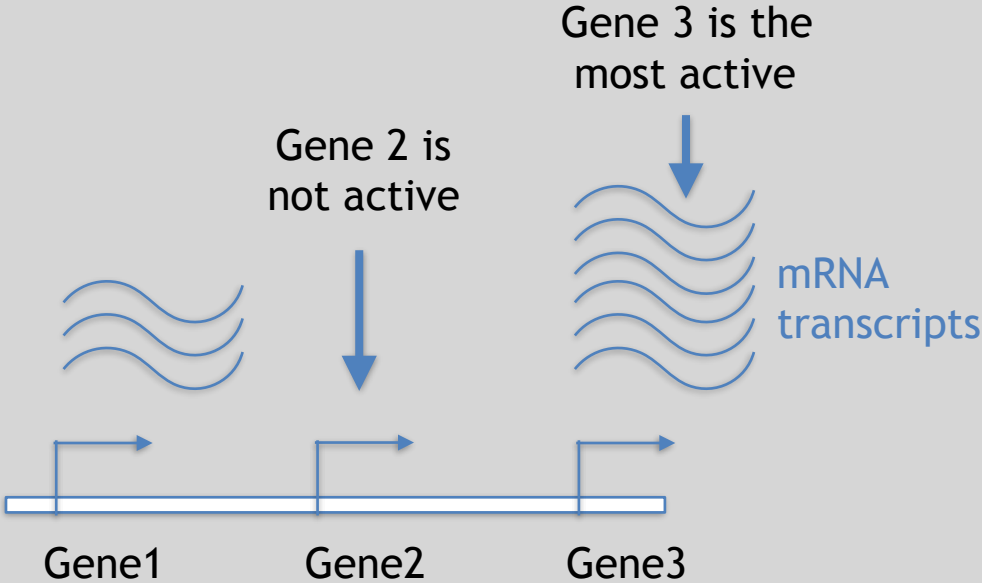 Gene 3 is the
most active
Gene 2 is
not active
mRNA
transcripts
Gene1
Gene2
Gene3